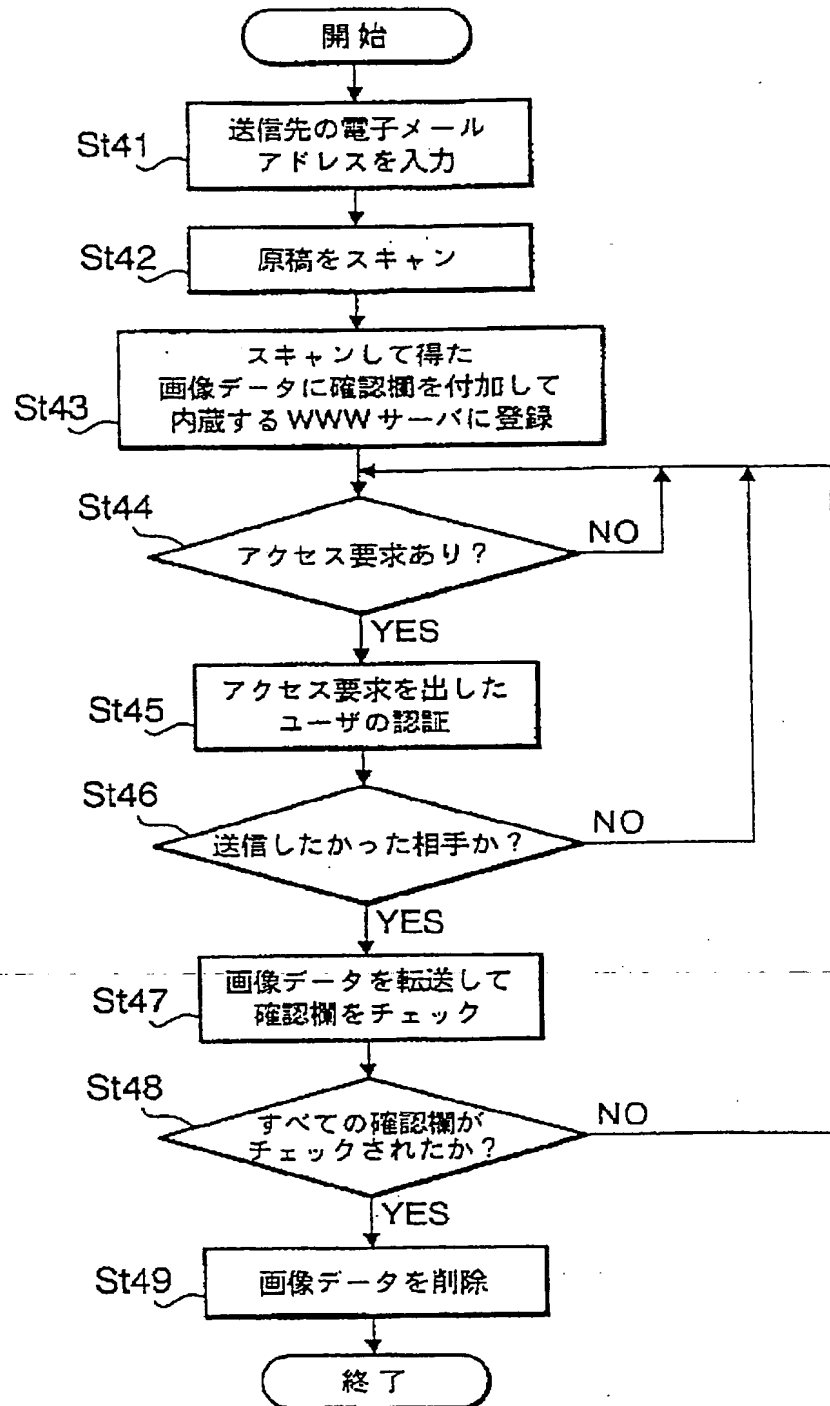 開始
St41
送信先の電子メール
アドレスを入力
St42
原稿をスキャン
St43
スキャンして得た
画像データに確認欄を付加して
内蔵するWWWサーバに登録
St44
アクセス要求あり?
NO
YES
St45
アクセス要求を出した
ユーザの認証
St46
送信したかった相手か?
NO
YES
St47
画像データを転送して
確認欄をチェック
St48
すべての確認欄が
チェックされたか?
NO
YES
St49
画像データを削除
終了